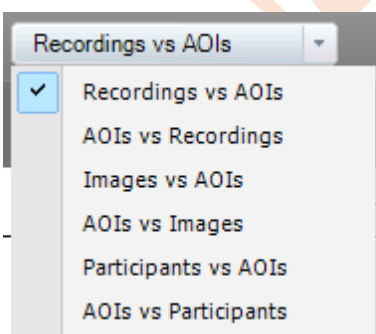 Recordings vs AOIs
Recordings vs AOIs
AOIs vs Recordings
Images vs AOIs
AOIs vs Images
Participants vs AOIs
AOIs vs Participants